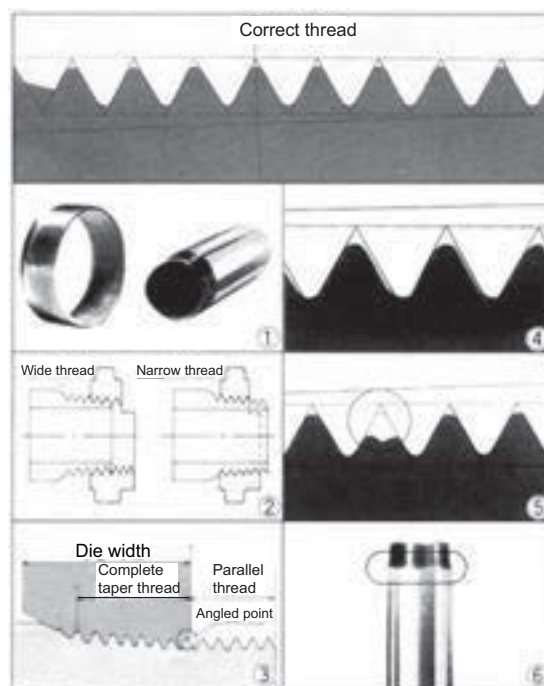 Correct thread
①
④
Wide thread Narrow thread
②
⑤
Die width
Complete
taper thread
Parallel
thread
Angled point
③
⑥